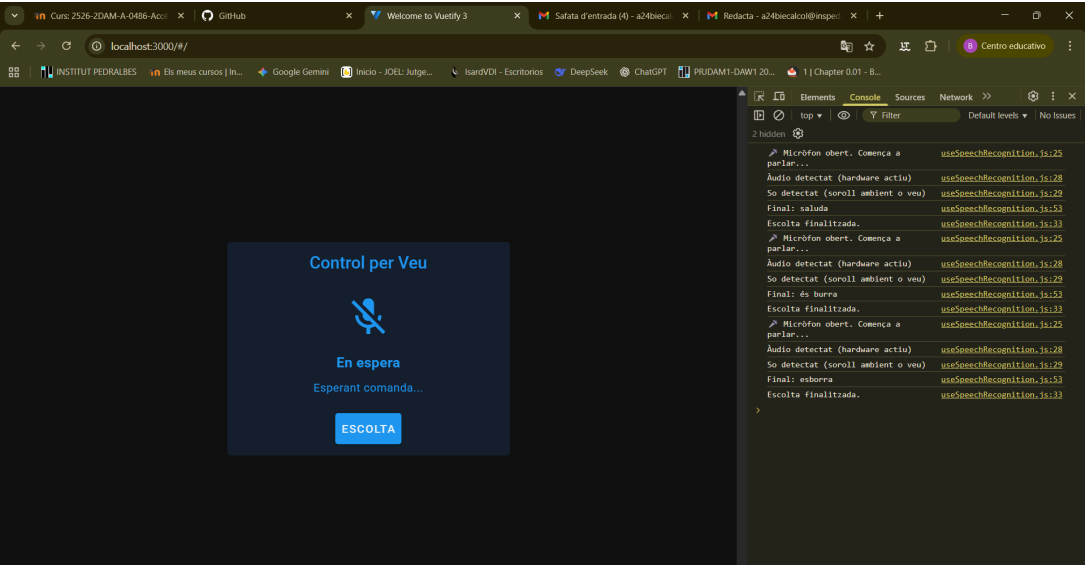 Curs: 2526-2DAM-A-0486-Accé
GitHub
Welcome to Vuetify 3
Safata d'entrada (4) - a24biecal
Redacta - a24biecalcol@insped
localhost:3000/#/
B Centro educativo
INSTITUT PEDRALBES
Els meus cursos | In...
Google Gemini
Inicio - JOEL: Jutge...
IsardVDI - Escritorios
DeepSeek
ChatGPT
PRJDAM1-DAW1 20...
1 | Chapter 0.01 - B...
Elements Console Sources Network
top Filter Default levels No Issues
2 hidden
Micròfon obert. Comença a parlar... useSpeechRecognition.js:25
Àudio detectat (hardware actiu) useSpeechRecognition.js:28
So detectat (soroll ambient o veu) useSpeechRecognition.js:29
Final: saluda useSpeechRecognition.js:53
Escolta finalitzada. useSpeechRecognition.js:33
Micròfon obert. Comença a parlar... useSpeechRecognition.js:25
Àudio detectat (hardware actiu) useSpeechRecognition.js:28
So detectat (soroll ambient o veu) useSpeechRecognition.js:29
Final: és burra useSpeechRecognition.js:53
Escolta finalitzada. useSpeechRecognition.js:33
Micròfon obert. Comença a parlar... useSpeechRecognition.js:25
Àudio detectat (hardware actiu) useSpeechRecognition.js:28
So detectat (soroll ambient o veu) useSpeechRecognition.js:29
Final: esborra useSpeechRecognition.js:53
Escolta finalitzada. useSpeechRecognition.js:33
Control per Veu
En espera
Esperant comanda...
ESCOLTA